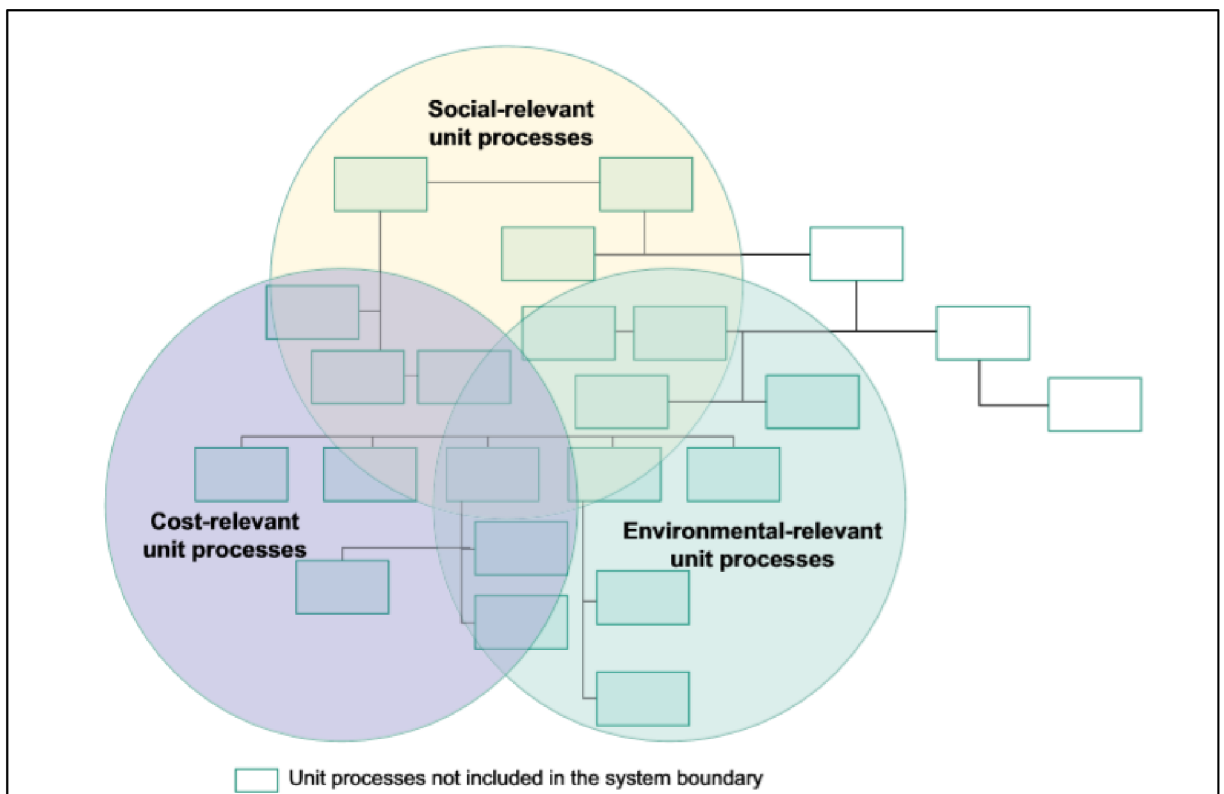 Social-relevant
unit processes
Cost-relevant
unit processes
Environmental-relevant
unit processes
Unit processes not included in the system boundary